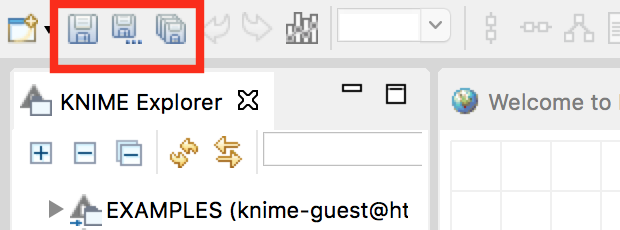 KNIME Explorer
Welcome to
EXAMPLES (knime-guest@ht